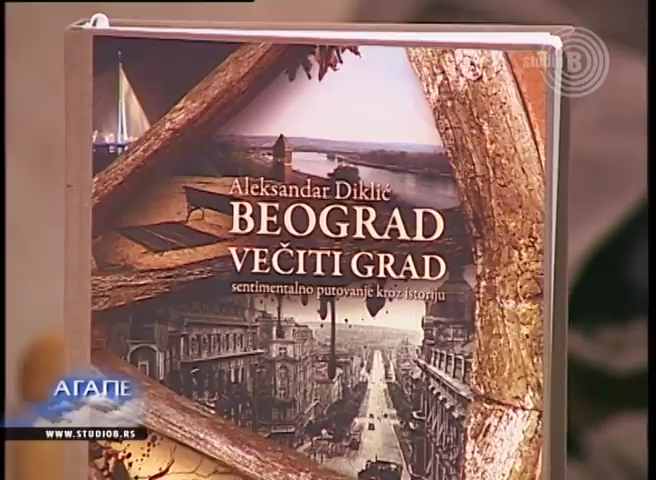 studio B
Aleksandar Diklić
BEOGRAD
VEČITI GRAD
sentimentalno putovanje kroz istoriju
АГАПЕ
WWW.STUDIOB.RS